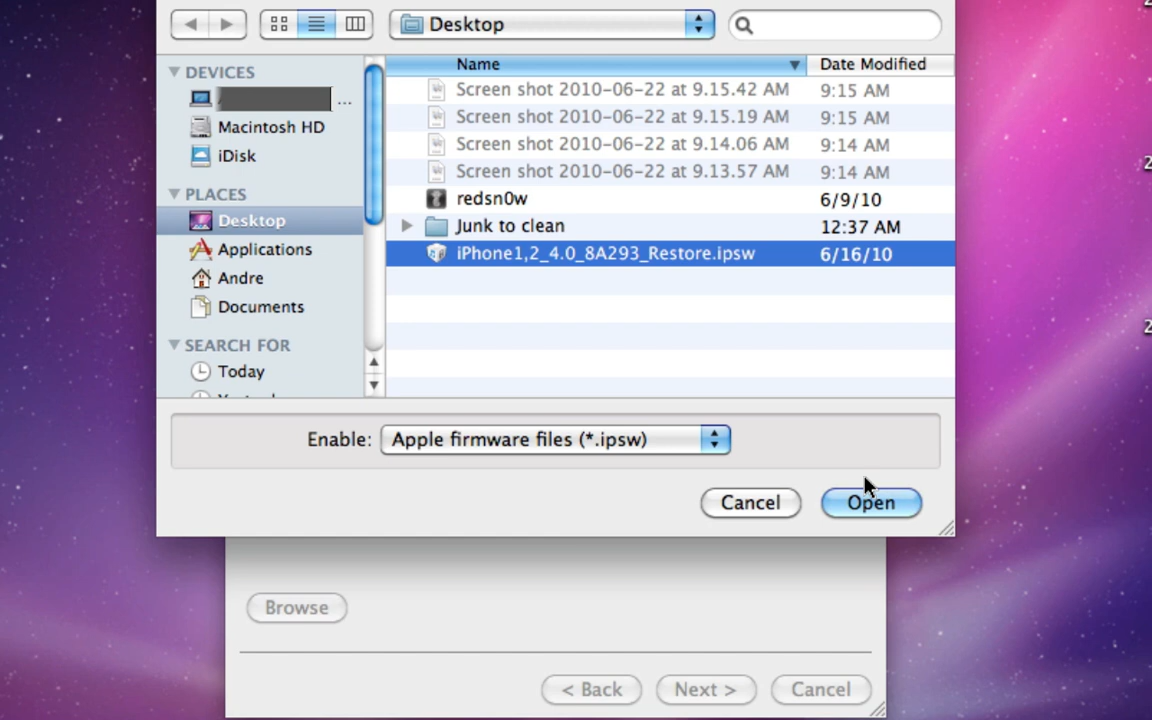 Desktop
DEVICES
Name
Date Modified
...
Screen shot 2010-06-22 at 9.15.42 AM
9:15 AM
Macintosh HD
Screen shot 2010-06-22 at 9.15.19 AM
9:15 AM
iDisk
Screen shot 2010-06-22 at 9.14.06 AM
9:14 AM
Screen shot 2010-06-22 at 9.13.57 AM
9:14 AM
PLACES
redsn0w
6/9/10
Desktop
Junk to clean
12:37 AM
Applications
iPhone1,2_4.0_8A293_Restore.ipsw
6/16/10
Andre
Documents
SEARCH FOR
Today
Enable:
Apple firmware files (*.ipsw)
Cancel
Open
Browse
< Back
Next >
Cancel